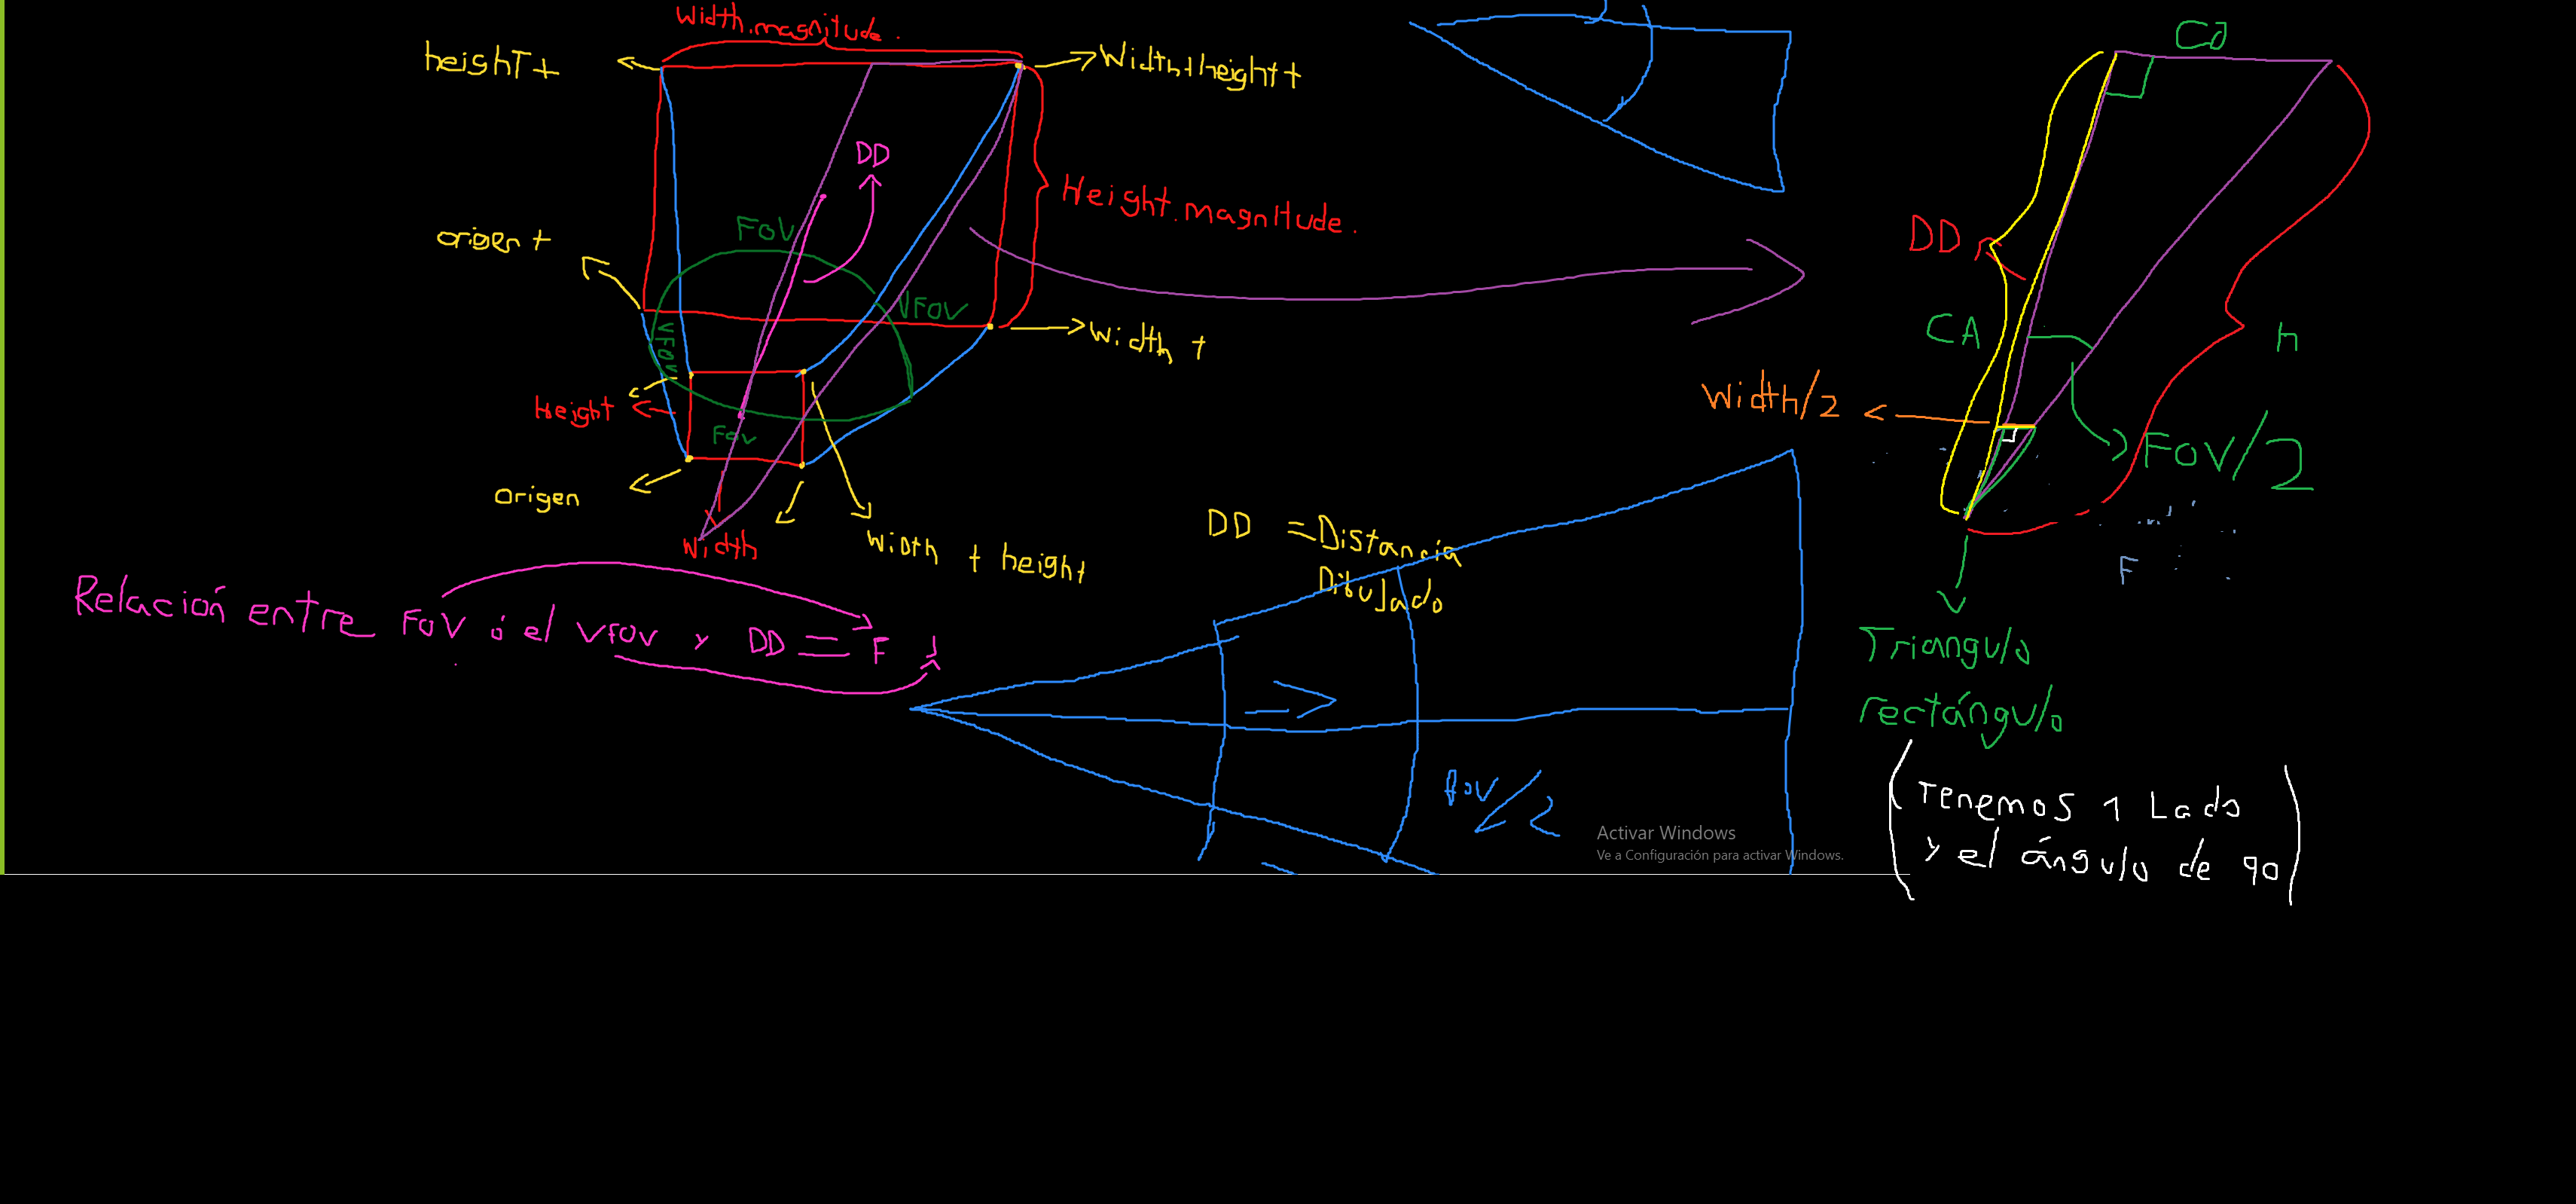 Width.magnitude.
heighT +
Width+height+
Cd
DD
Height.magnitude.
origen +
FoV
DD
VFOV
CA
h
Width +
VFov
Width/2
Height
Fov
FoV/2
origen
DD = Distancia
Dibujado
Width
Width + height
F
Relación entre FoV ó el VFOV y DD = F
Triangulo
rectángulo
fov/2
Tenemos 1 Lado
y el ángulo de 90
Activar Windows
Ve a Configuración para activar Windows.